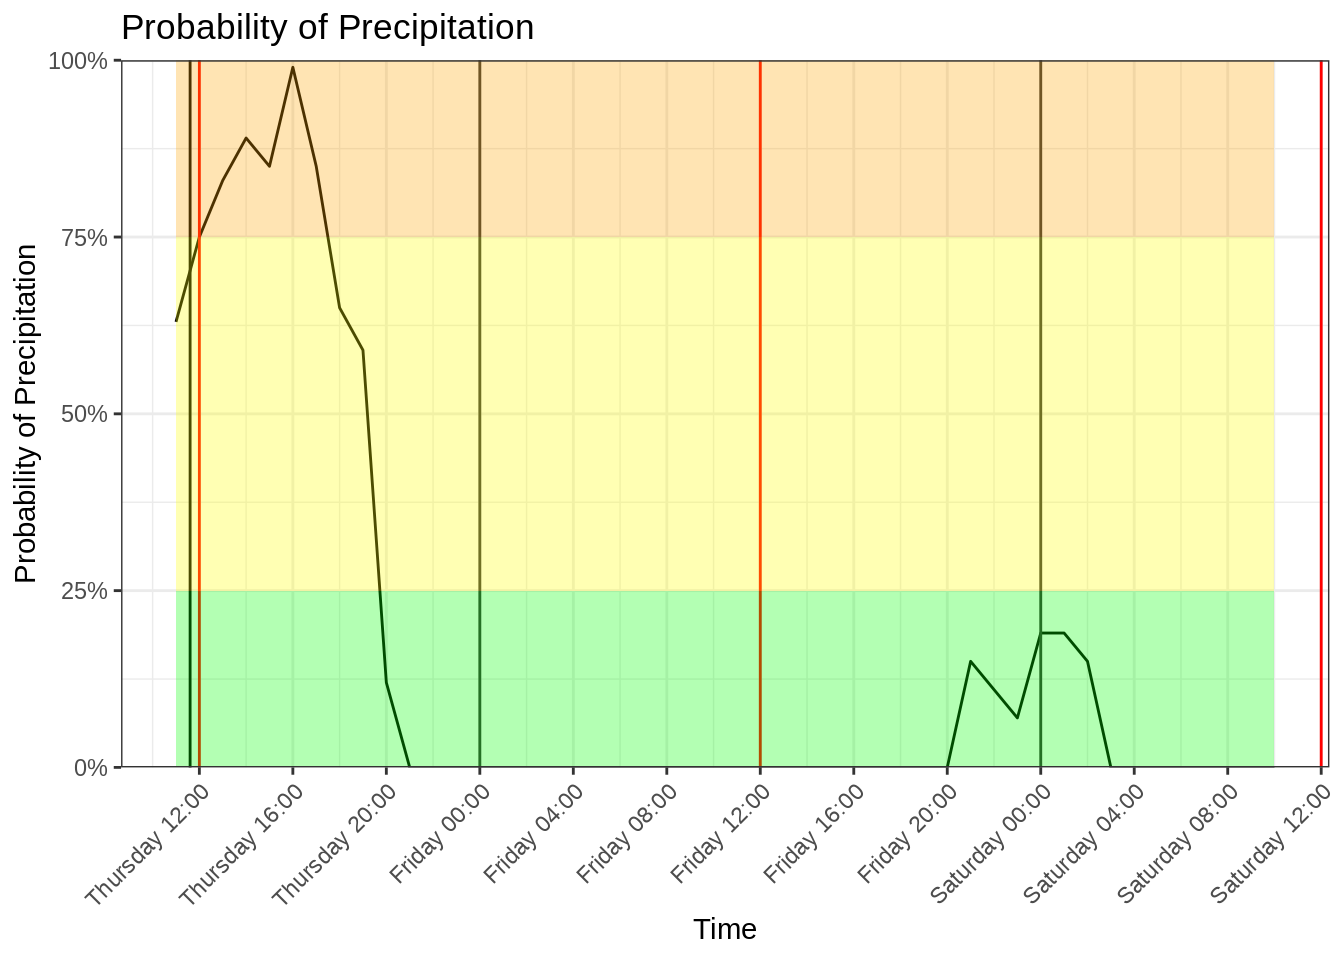 Probability of Precipitation
Probability of Precipitation
100%
75%
50%
25%
0%
Thursday 12:00
Thursday 16:00
Thursday 20:00
Friday 00:00
Friday 04:00
Friday 08:00
Friday 12:00
Friday 16:00
Friday 20:00
Saturday 00:00
Saturday 04:00
Saturday 08:00
Saturday 12:00
Time